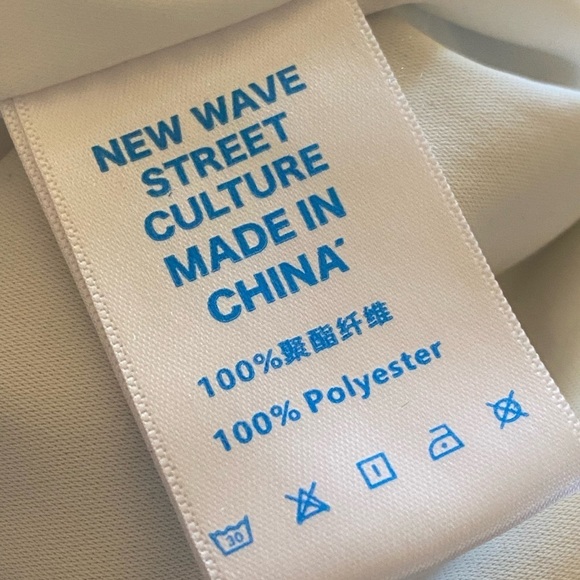 NEW WAVE
STREET
CULTURE
MADE IN
CHINA
100%聚酯纤维
100% Polyester
30